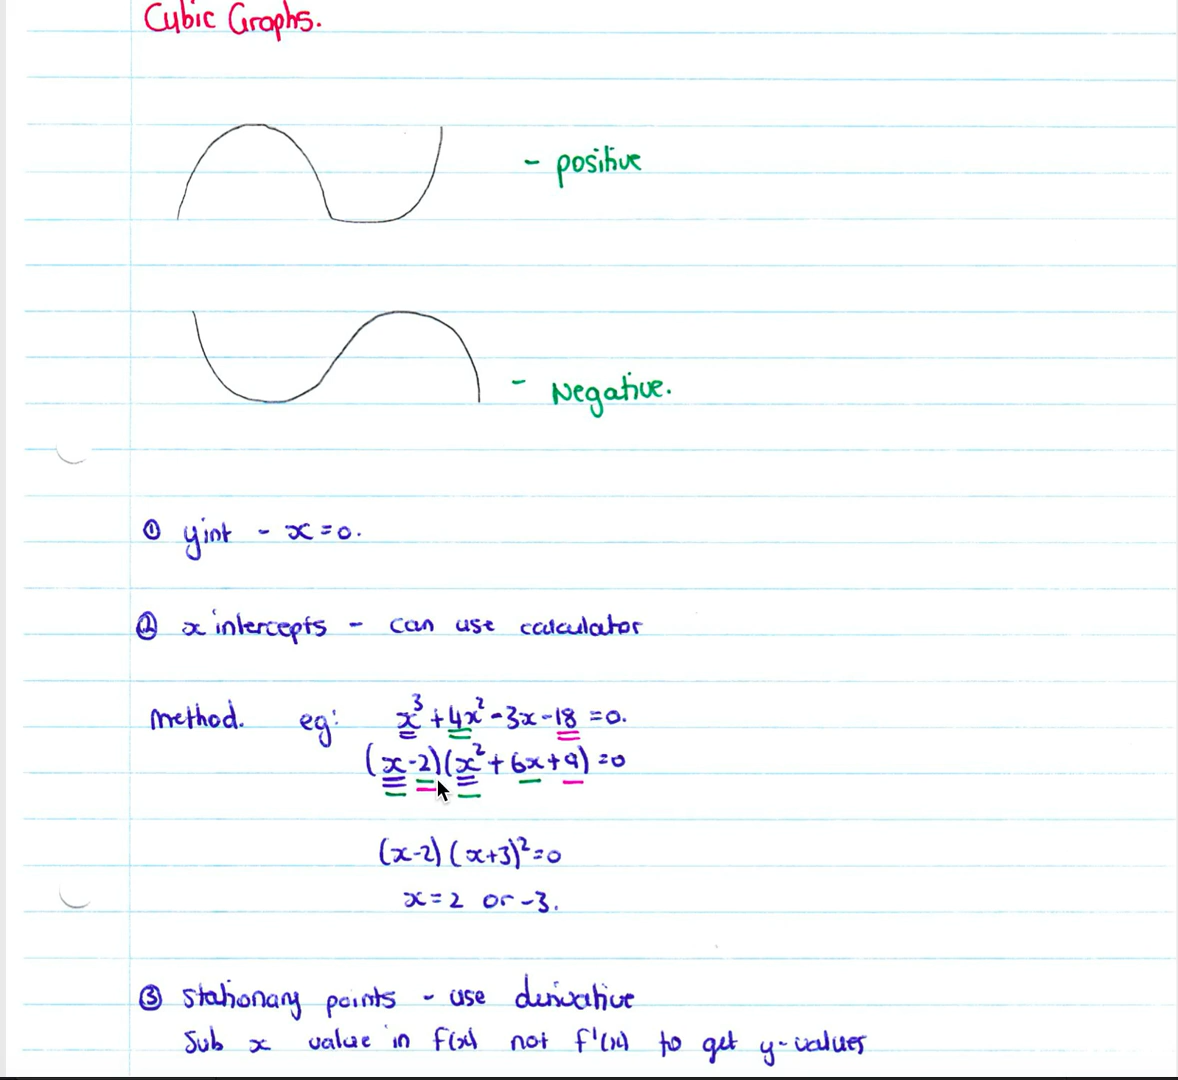 Cubic Graphs.
- positive
- Negative.
① y int - x = 0.
② x intercepts - can use calculator
Method. eg: x³ + 4x² - 3x - 18 = 0.
(x - 2)(x² + 6x + 9) = 0
(x - 2)(x + 3)² = 0
x = 2 or -3.
③ stationary points - use derivative
Sub x value in f(x) not f'(x) to get y-values